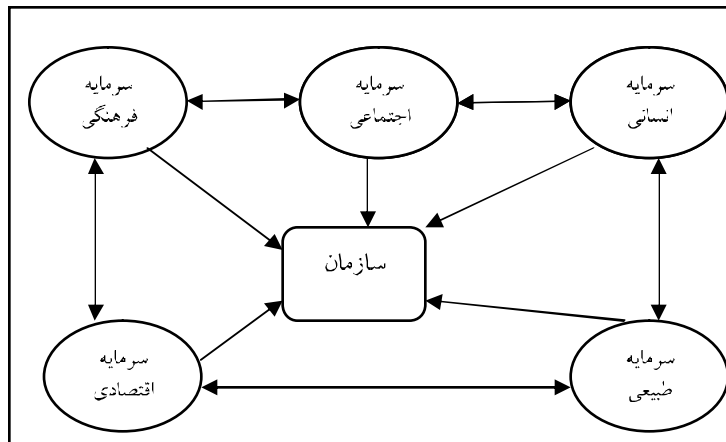 سرمایه
انسانی
سرمایه
اجتماعی
سرمایه
فرهنگی
سازمان
سرمایه
طبیعی
سرمایه
اقتصادی